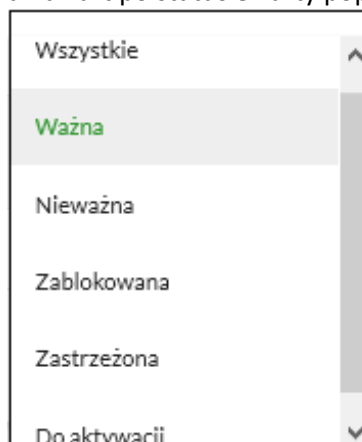 Wszystkie
Ważna
Nieważna
Zablokowana
Zastrzeżona
Do aktywacji